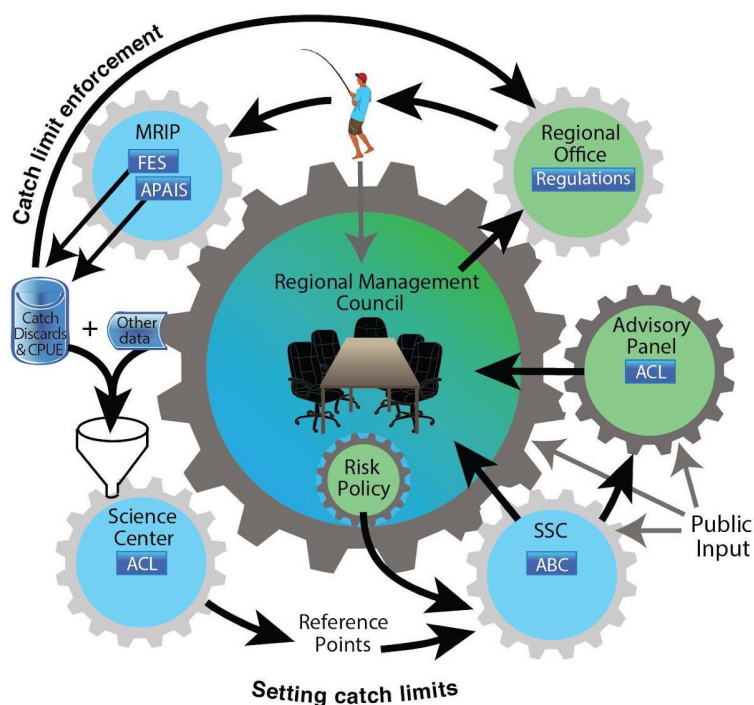 Catch limit enforcement
MRIP
FES
APAIS
Regional
Office
Regulations
Regional Management
Council
Catch
Discards
& CPUE
+
Other
data
Advisory
Panel
ACL
Risk
Policy
Science
Center
ACL
SSC
ABC
Public
Input
Reference
Points
Setting catch limits